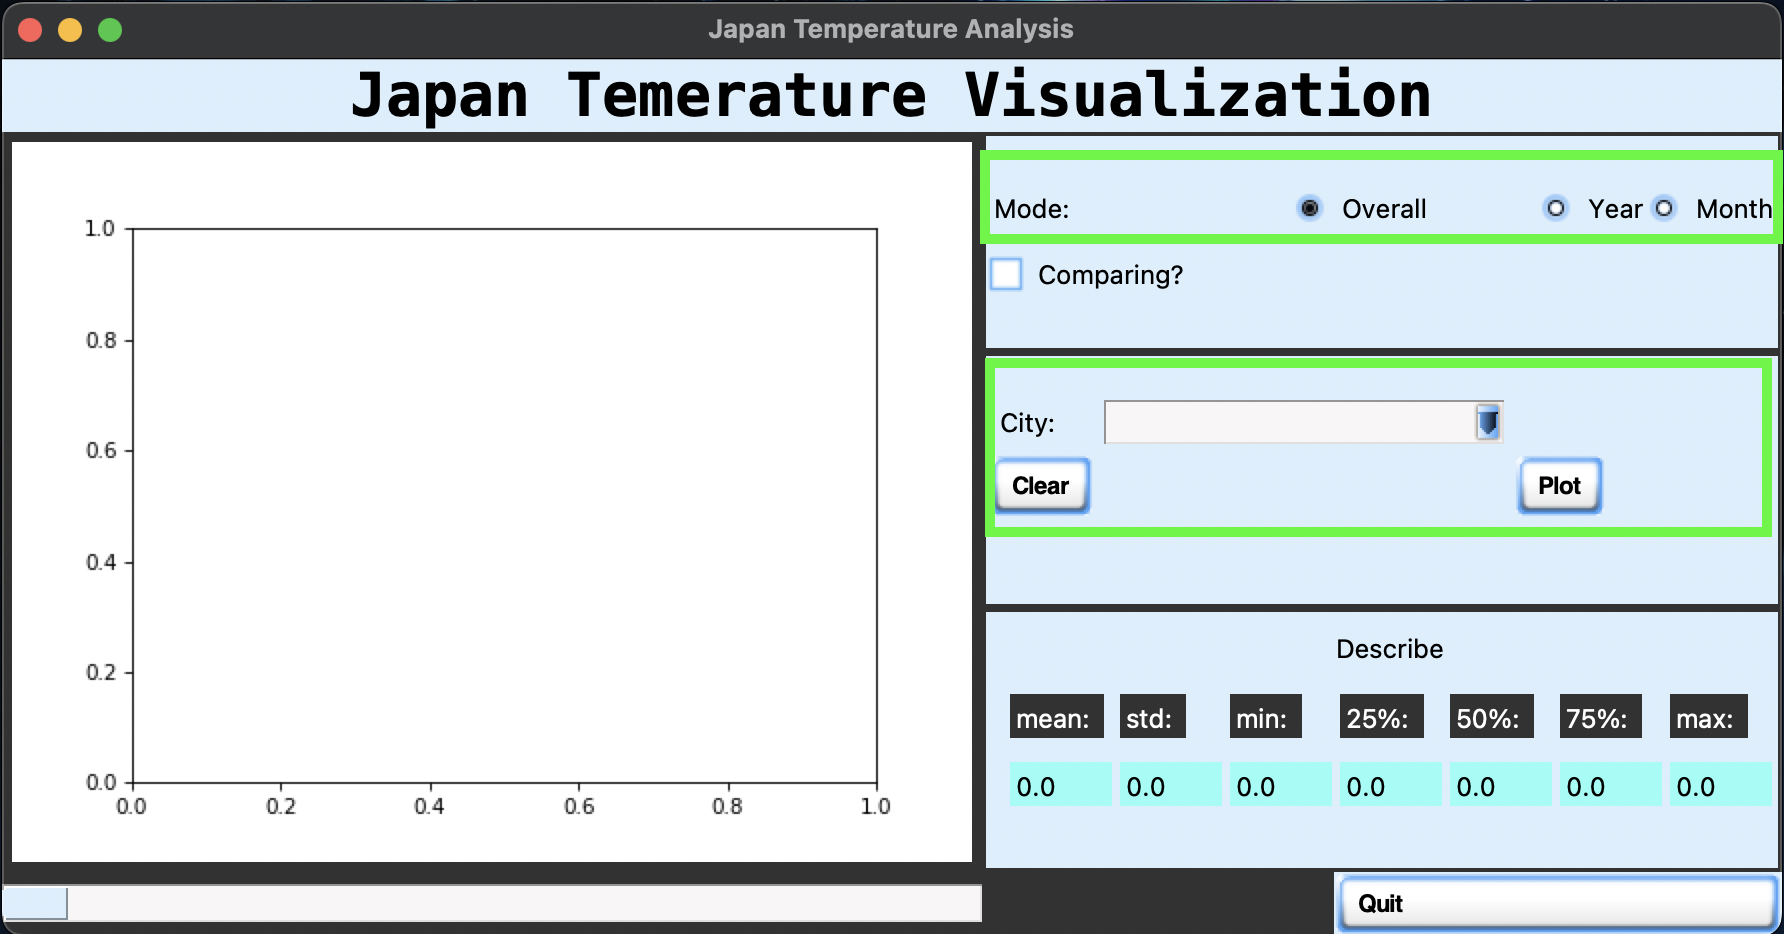 Japan Temperature Analysis
Japan Temerature Visualization
1.0
0.8
0.6
0.4
0.2
0.0
0.0 0.2 0.4 0.6 0.8 1.0
Mode: Overall Year Month
Comparing?
City:
Clear Plot
Describe
mean: std: min: 25%: 50%: 75%: max:
0.0 0.0 0.0 0.0 0.0 0.0 0.0
Quit